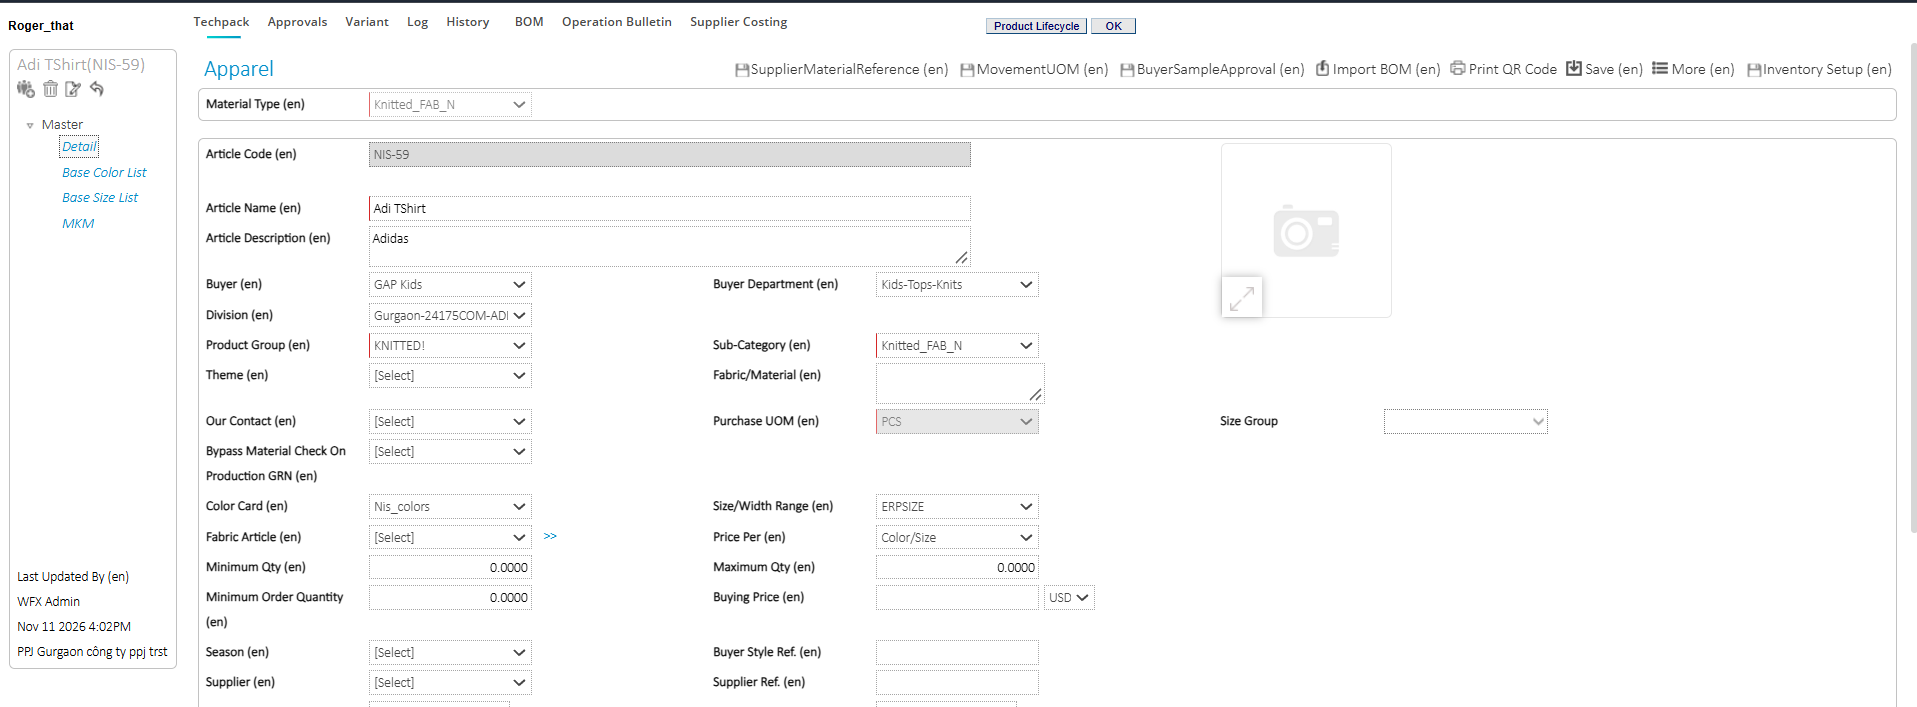 Roger_that
Techpack Approvals Variant Log History BOM Operation Bulletin Supplier Costing
Product Lifecycle OK
Adi TShirt(NIS-59)
Master
Detail
Base Color List
Base Size List
MKM
Last Updated By (en)
WFX Admin
Nov 11 2026 4:02PM
PPJ Gurgaon công ty ppj trst
Apparel
SupplierMaterialReference (en) MovementUOM (en) BuyerSampleApproval (en) Import BOM (en) Print QR Code Save (en) More (en) Inventory Setup (en)
Material Type (en) Knitted_FAB_N
Article Code (en) NIS-59
Article Name (en) Adi TShirt
Article Description (en) Adidas
Buyer (en) GAP Kids Buyer Department (en) Kids-Tops-Knits
Division (en) Gurgaon-24175COM-ADI
Product Group (en) KNITTED! Sub-Category (en) Knitted_FAB_N
Theme (en) [Select] Fabric/Material (en)
Our Contact (en) [Select] Purchase UOM (en) PCS Size Group
Bypass Material Check On [Select]
Production GRN (en)
Color Card (en) Nis_colors Size/Width Range (en) ERPSIZE
Fabric Article (en) [Select] >> Price Per (en) Color/Size
Minimum Qty (en) 0.0000 Maximum Qty (en) 0.0000
Minimum Order Quantity 0.0000 Buying Price (en) USD
(en)
Season (en) [Select] Buyer Style Ref. (en)
Supplier (en) [Select] Supplier Ref. (en)